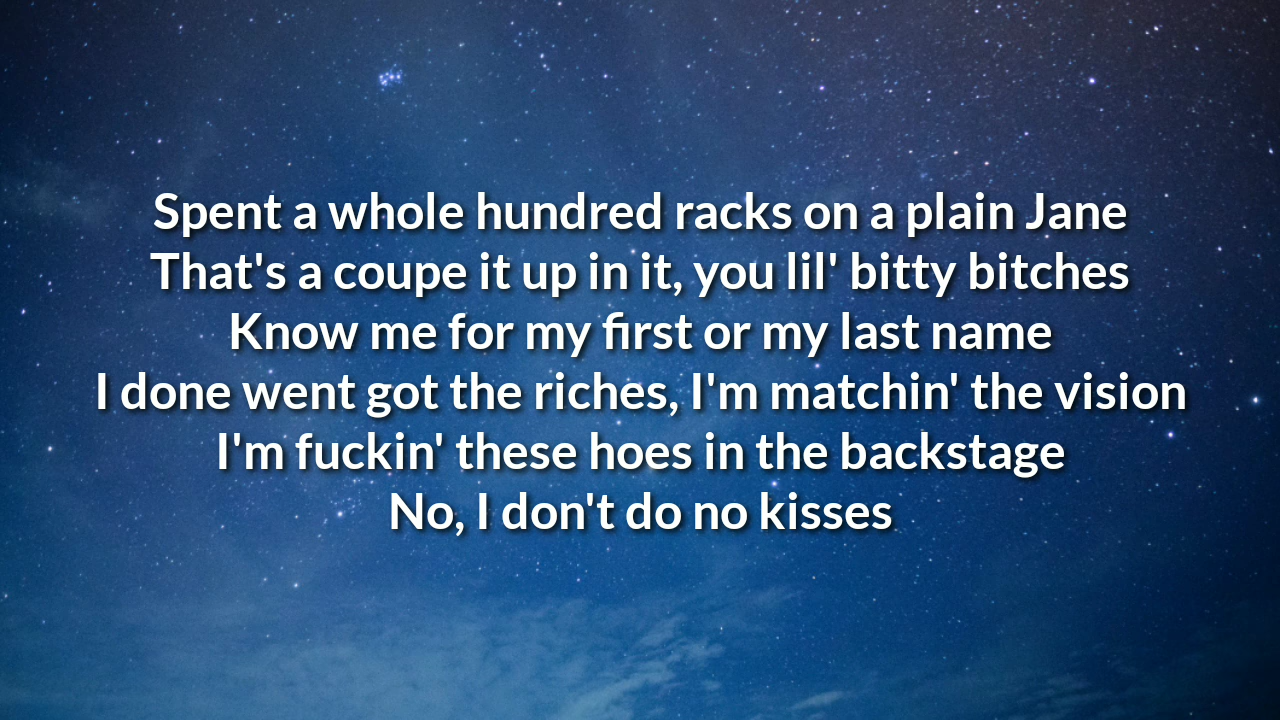 Spent a whole hundred racks on a plain Jane
That's a coupe it up in it, you lil' bitty bitches
Know me for my first or my last name
I done went got the riches, I'm matchin' the vision
I'm fuckin' these hoes in the backstage
No, I don't do no kisses